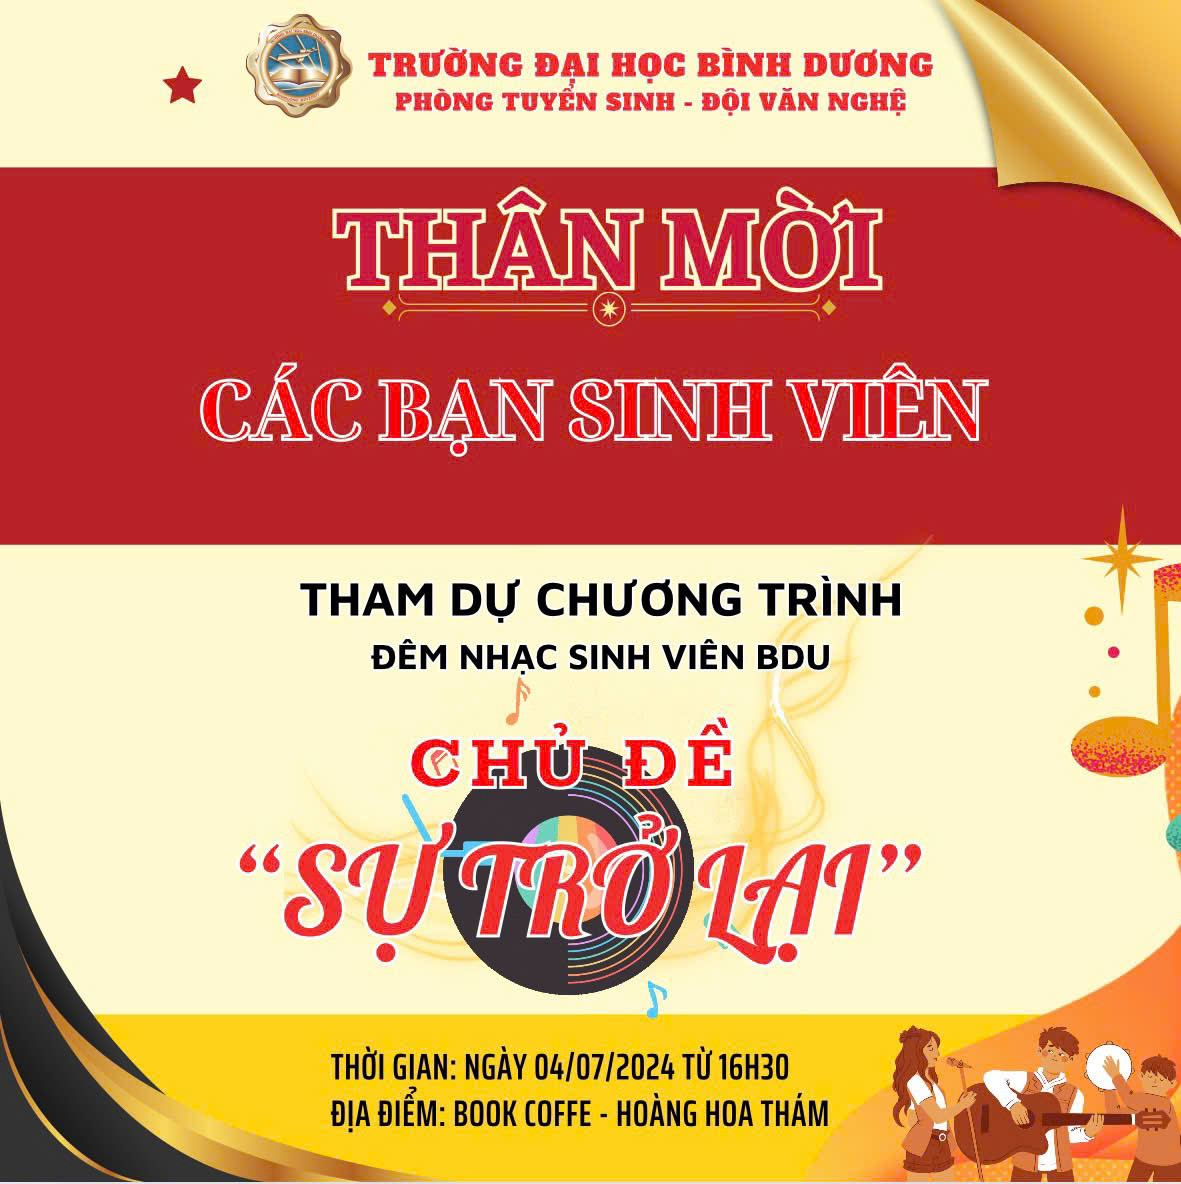 TRƯỜNG ĐẠI HỌC BÌNH DƯƠNG
PHÒNG TUYỂN SINH - ĐỘI VĂN NGHỆ
THÂN MỜI
CÁC BẠN SINH VIÊN
THAM DỰ CHƯƠNG TRÌNH
ĐÊM NHẠC SINH VIÊN BDU
CHỦ ĐỀ
“SỰ TRỞ LẠI”
THỜI GIAN: NGÀY 04/07/2024 TỪ 16H30
ĐỊA ĐIỂM: BOOK COFFE - HOÀNG HOA THÁM